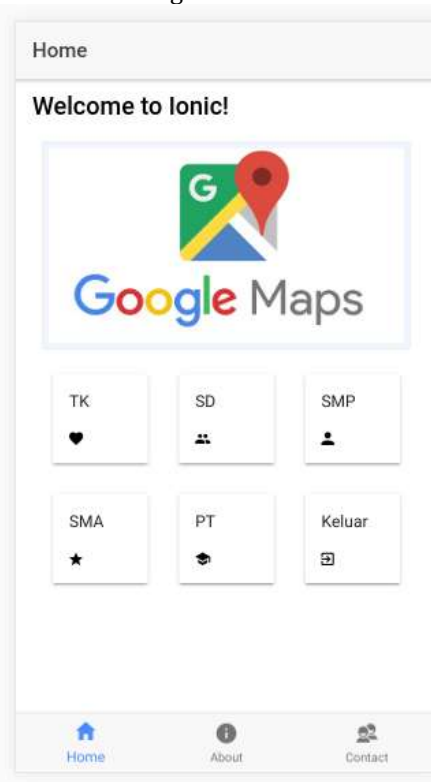 Home
Welcome to Ionic!
G
Google Maps
TK
SD
SMP
SMA
PT
Keluar
Home
About
Contact